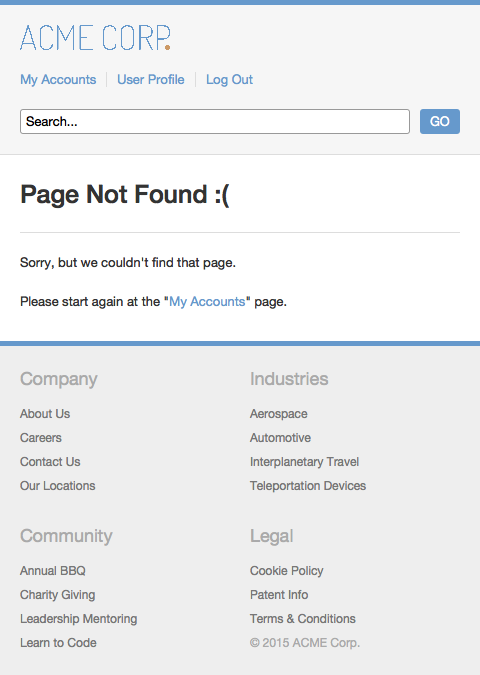 ACME CORP.
My Accounts
User Profile
Log Out
Search...
GO
Page Not Found :(
Sorry, but we couldn't find that page.
Please start again at the "My Accounts" page.
Company
About Us
Careers
Contact Us
Our Locations
Industries
Aerospace
Automotive
Interplanetary Travel
Teleportation Devices
Community
Annual BBQ
Charity Giving
Leadership Mentoring
Learn to Code
Legal
Cookie Policy
Patent Info
Terms & Conditions
© 2015 ACME Corp.